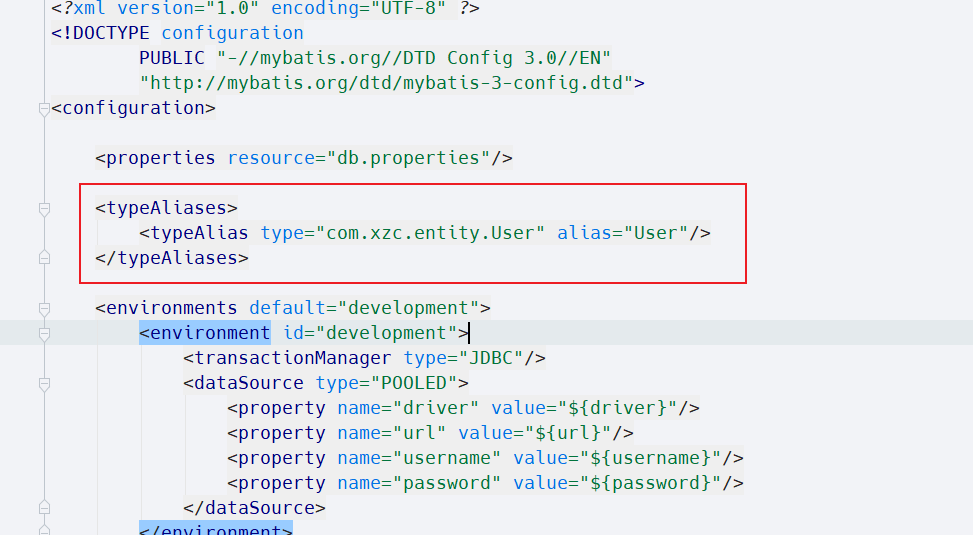 <?xml version="1.0" encoding="UTF-8" ?>
<!DOCTYPE configuration
        PUBLIC "-//mybatis.org//DTD Config 3.0//EN"
        "http://mybatis.org/dtd/mybatis-3-config.dtd">
<configuration>
    <properties resource="db.properties"/>
    <typeAliases>
        <typeAlias type="com.xzc.entity.User" alias="User"/>
    </typeAliases>
    <environments default="development">
        <environment id="development">
            <transactionManager type="JDBC"/>
            <dataSource type="POOLED">
                <property name="driver" value="${driver}"/>
                <property name="url" value="${url}"/>
                <property name="username" value="${username}"/>
                <property name="password" value="${password}"/>
            </dataSource>
        </environment>